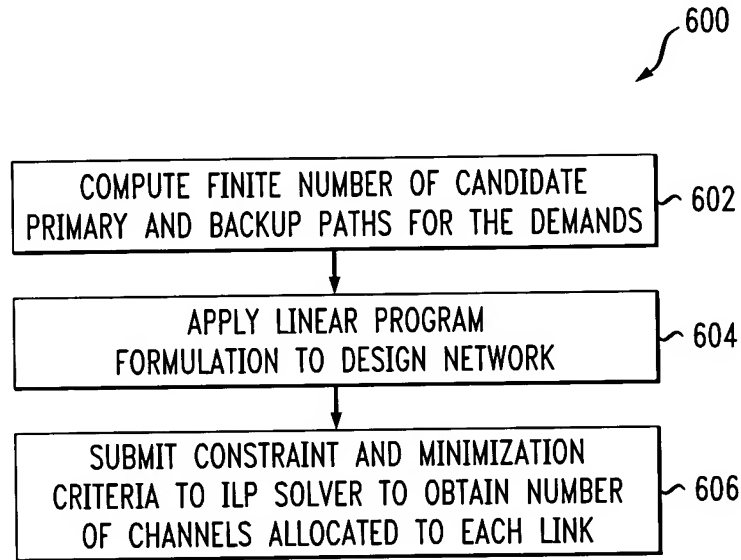 600
COMPUTE FINITE NUMBER OF CANDIDATE
PRIMARY AND BACKUP PATHS FOR THE DEMANDS
602
APPLY LINEAR PROGRAM
FORMULATION TO DESIGN NETWORK
604
SUBMIT CONSTRAINT AND MINIMIZATION
CRITERIA TO ILP SOLVER TO OBTAIN NUMBER
OF CHANNELS ALLOCATED TO EACH LINK
606